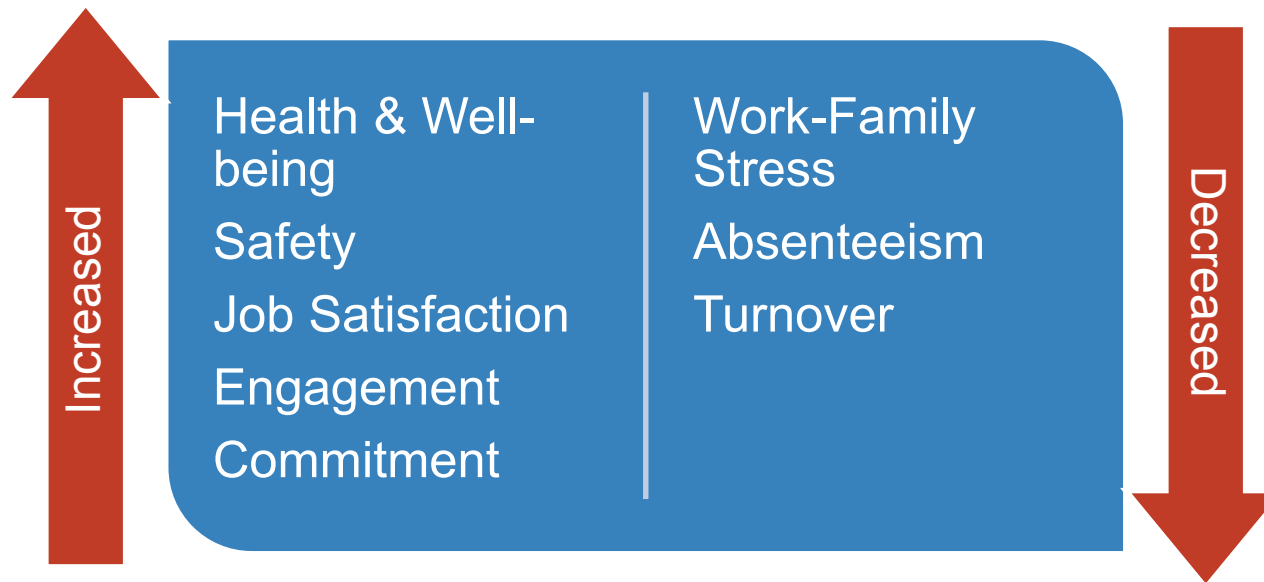 Increased
Health & Well-
being
Safety
Job Satisfaction
Engagement
Commitment
Work-Family
Stress
Absenteeism
Turnover
Decreased